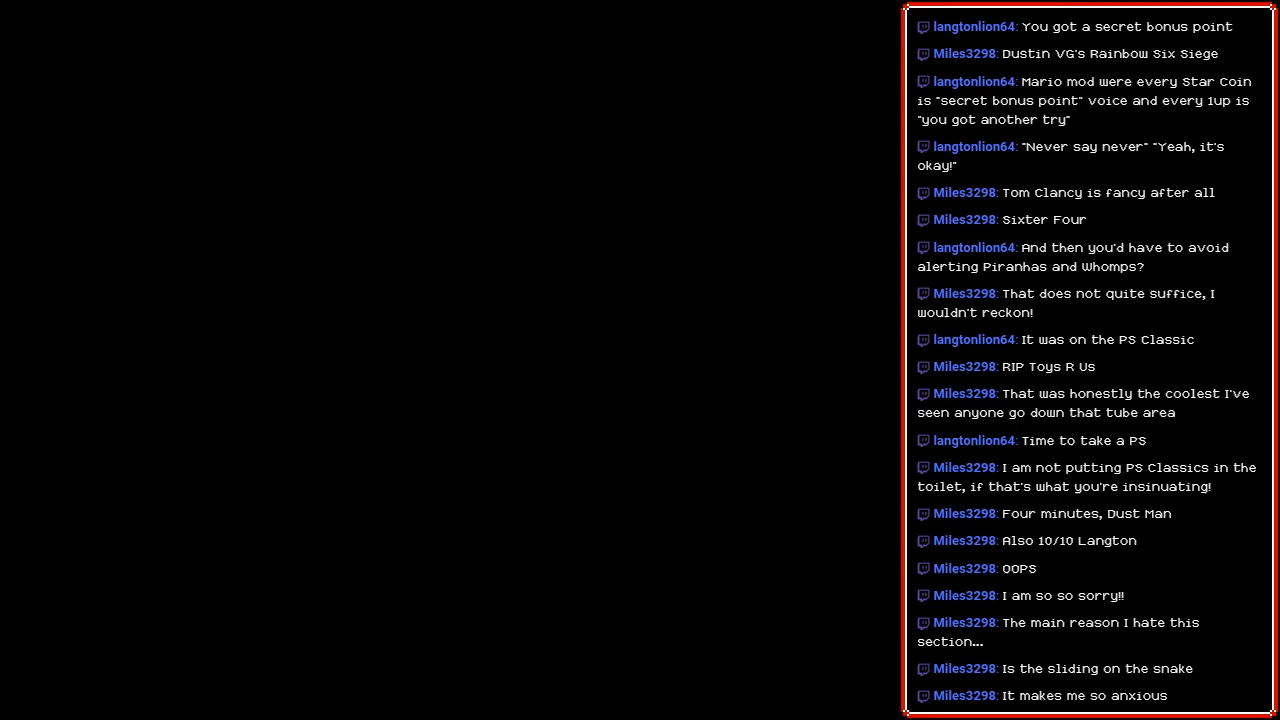 langtonlion64: You got a secret bonus point
Miles3298: Dustin VG's Rainbow Six Siege
langtonlion64: Mario mod were every Star Coin
is "secret bonus point" voice and every 1up is
"you got another try"
langtonlion64: "Never say never" "Yeah, it's
okay!"
Miles3298: Tom Clancy is fancy after all
Miles3298: Sixter Four
langtonlion64: And then you'd have to avoid
alerting Piranhas and Whomps?
Miles3298: That does not quite suffice, I
wouldn't reckon!
langtonlion64: It was on the PS Classic
Miles3298: RIP Toys R Us
Miles3298: That was honestly the coolest I've
seen anyone go down that tube area
langtonlion64: Time to take a PS
Miles3298: I am not putting PS Classics in the
toilet, if that's what you're insinuating!
Miles3298: Four minutes, Dust Man
Miles3298: Also 10/10 Langton
Miles3298: OOPS
Miles3298: I am so so sorry!!
Miles3298: The main reason I hate this
section...
Miles3298: Is the sliding on the snake
Miles3298: It makes me so anxious